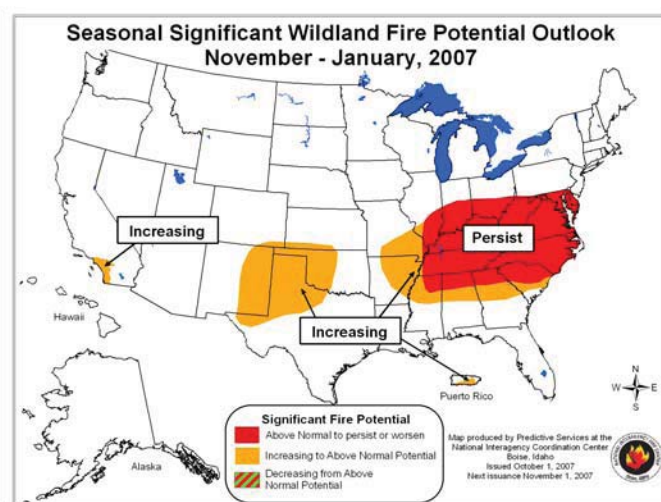 Seasonal Significant Wildland Fire Potential Outlook
November - January, 2007
Increasing
Persist
Increasing
Hawaii
Alaska
Puerto Rico
N
W E
S
Significant Fire Potential
Above Normal to persist or worsen
Increasing to Above Normal Potential
Decreasing from Above
Normal Potential
Map produced by Predictive Services at the
National Interagency Coordination Center
Boise, Idaho
Issued October 1, 2007
Next issuance November 1, 2007